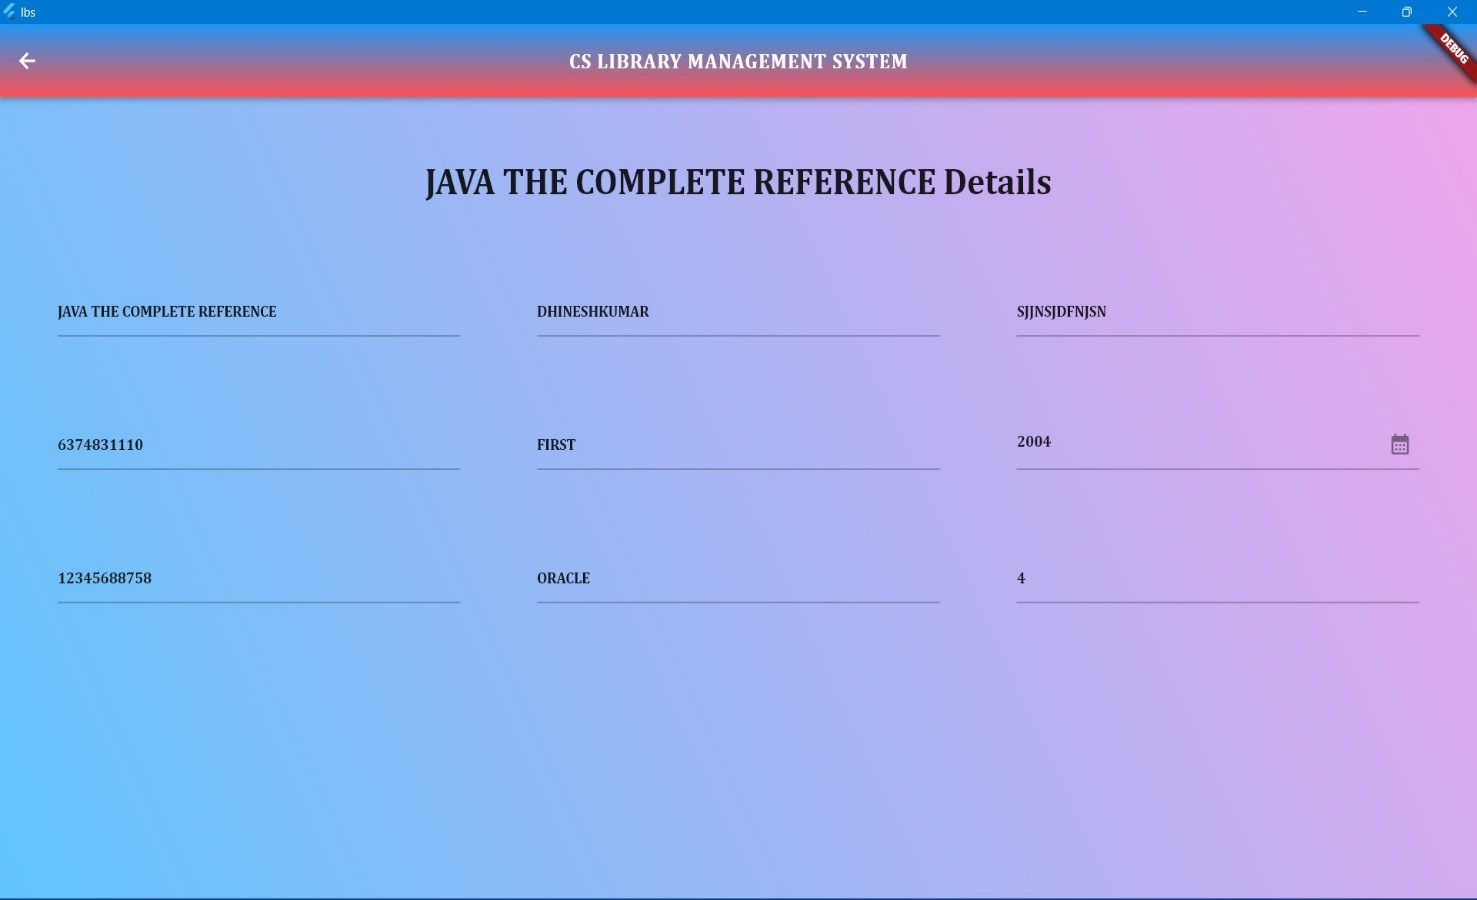 lbs
CS LIBRARY MANAGEMENT SYSTEM
DEBUG
JAVA THE COMPLETE REFERENCE Details
JAVA THE COMPLETE REFERENCE
DHINESHKUMAR
SJJNSJDFNJSN
6374831110
FIRST
2004
12345688758
ORACLE
4